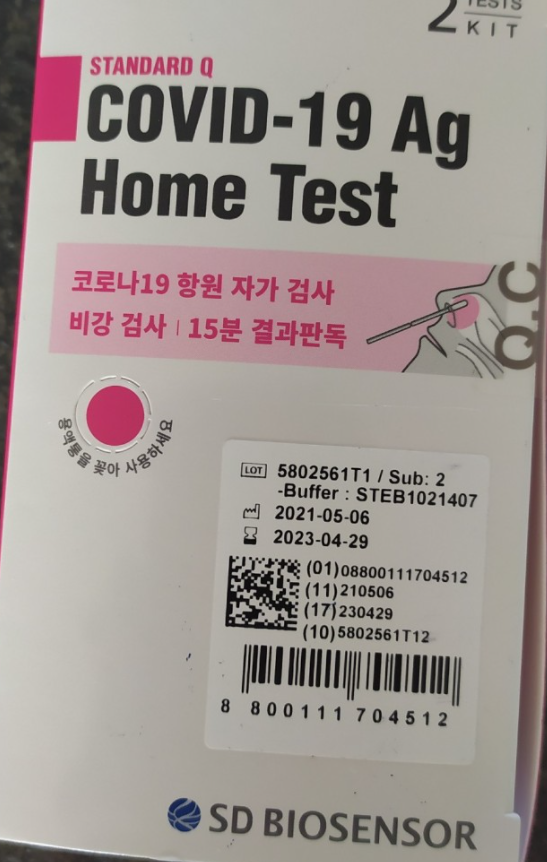 2 TESTS
KIT
STANDARD Q
COVID-19 Ag
Home Test
코로나19 항원 자가 검사
비강 검사 | 15분 결과판독
Q.C
용액통을 꽂아 사용하세요
LOT 5802561T1 / Sub: 2
-Buffer : STEB1021407
2021-05-06
2023-04-29
(01)08800111704512
(11)210506
(17)230429
(10)5802561T12
8 800111 704512
SD BIOSENSOR